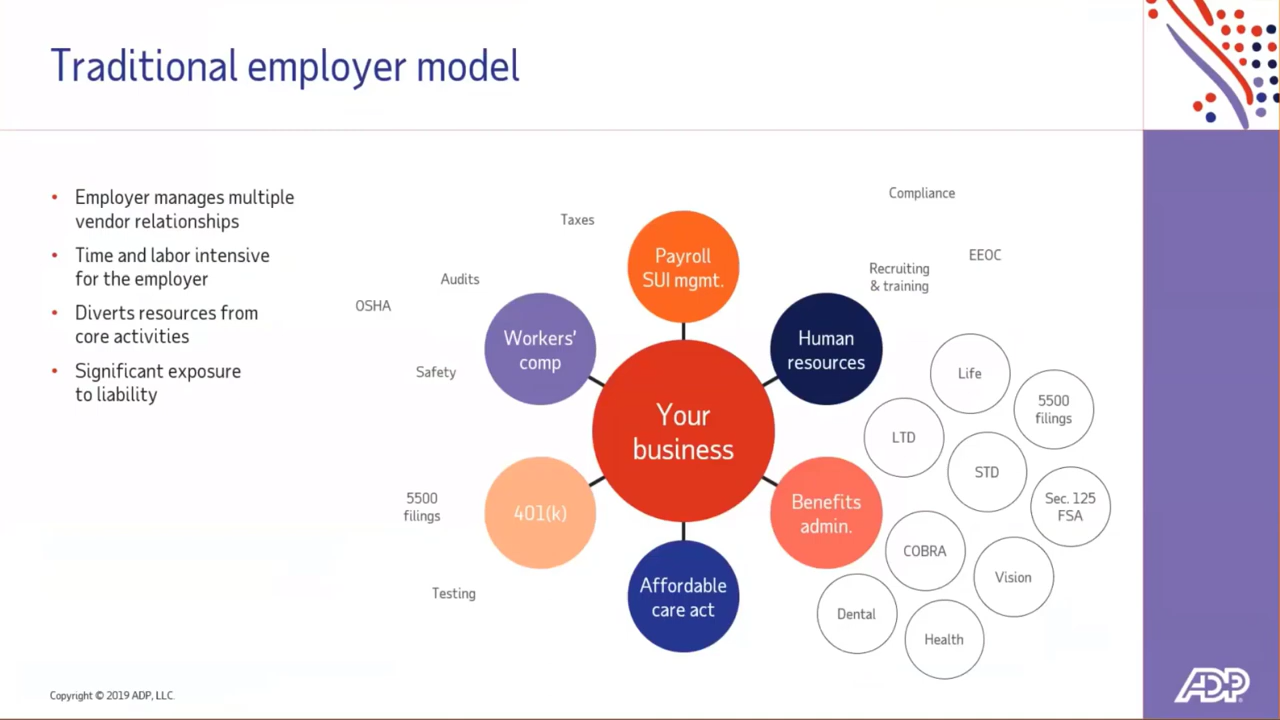 Traditional employer model
• Employer manages multiple
vendor relationships
• Time and labor intensive
for the employer
• Diverts resources from
core activities
• Significant exposure
to liability
Compliance
Taxes
EEOC
Payroll
SUI mgmt.
Recruiting
& training
Audits
OSHA
Workers'
comp
Human
resources
Safety
Life
5500
filings
Your
business
LTD
STD
5500
filings
401(k)
Benefits
admin.
Sec. 125
FSA
COBRA
Vision
Testing
Affordable
care act
Dental
Health
Copyright © 2019 ADP, LLC.
ADP